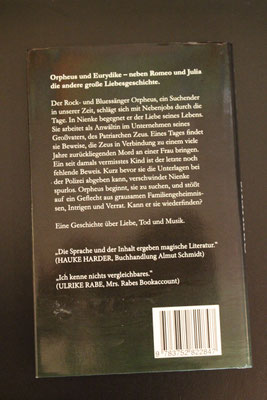 Orpheus und Eurydike – neben Romeo und Julia
die andere große Liebesgeschichte.
Der Rock- und Bluessänger Orpheus, ein Suchender
in unserer Zeit, schlägt sich mit Nebenjobs durch die
Tage. In Nienke begegnet er der Liebe seines Lebens.
Sie arbeitet als Anwältin im Unternehmen seines
Großvaters, des Patriarchen Zeus. Eines Tages findet
sie Beweise, die Zeus in Verbindung zu einem viele
Jahre zurückliegenden Mord an einer Frau bringen.
Ein seit damals vermisstes Kind ist der letzte noch
fehlende Beweis. Kurz bevor sie die Unterlagen bei
der Polizei abgeben kann, verschwindet Nienke
spurlos. Orpheus beginnt, sie zu suchen, und stößt
auf ein Geflecht aus grausamen Familiengeheimnis-
sen, Intrigen und Verrat. Kann er sie wiederfinden?
Eine Geschichte über Liebe, Tod und Musik.
„Die Sprache und der Inhalt ergeben magische Literatur."
(HAUKE HARDER, Buchhandlung Almut Schmidt)
„Ich kenne nichts vergleichbares."
(ULRIKE RABE, Mrs. Rabes Bookaccount)
9 783752 822847